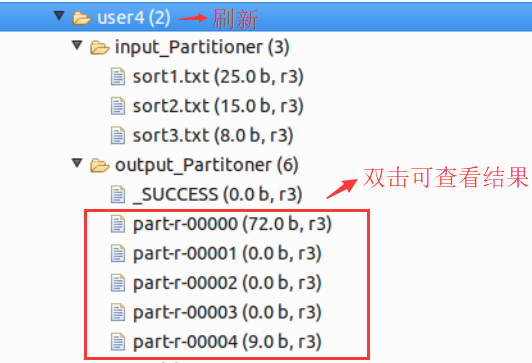 user4 (2) 刷新
input_Partitioner (3)
sort1.txt (25.0 b, r3)
sort2.txt (15.0 b, r3)
sort3.txt (8.0 b, r3)
output_Partitoner (6)
双击可查看结果
_SUCCESS (0.0 b, r3)
part-r-00000 (72.0 b, r3)
part-r-00001 (0.0 b, r3)
part-r-00002 (0.0 b, r3)
part-r-00003 (0.0 b, r3)
part-r-00004 (9.0 b, r3)